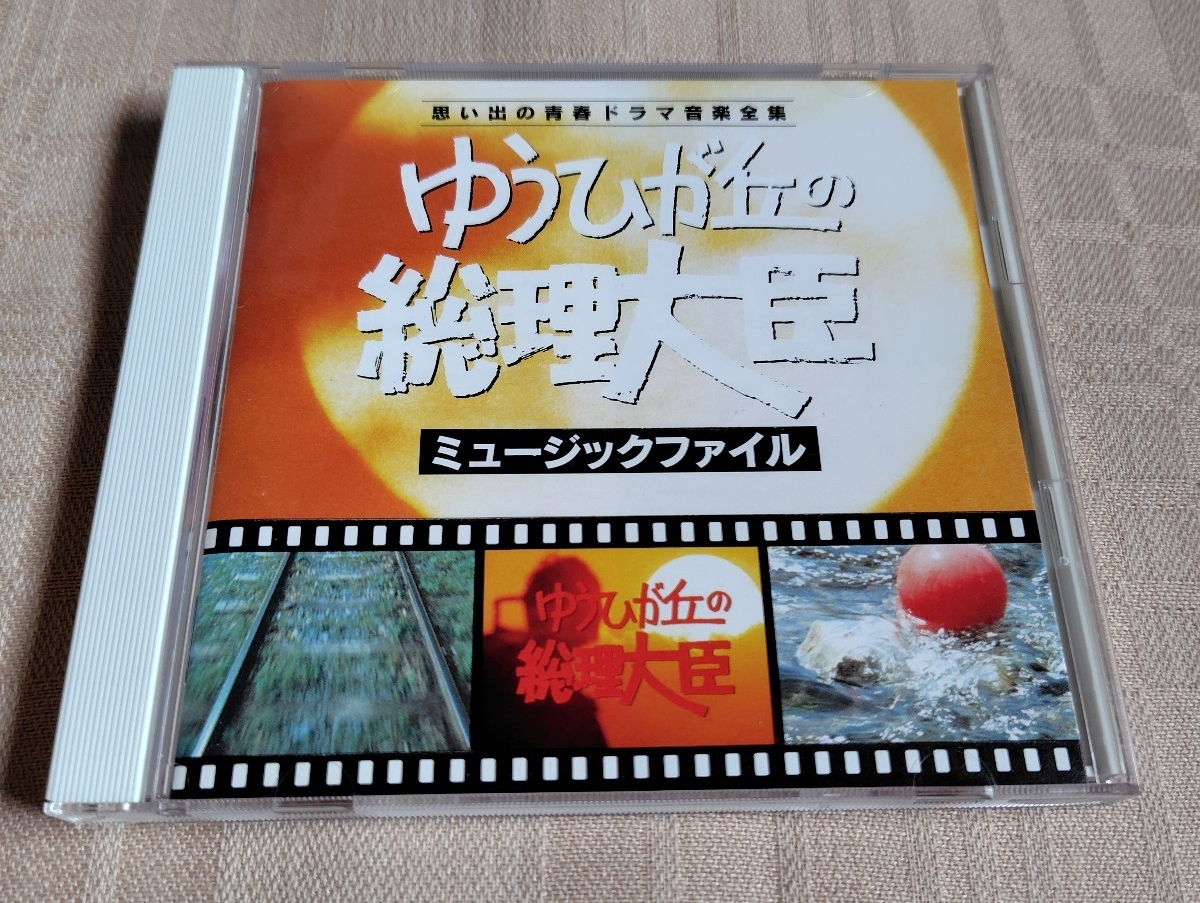 思い出の青春ドラマ音楽全集
ゆうひが丘の
総理大臣
ミュージックファイル
ゆうひが丘の
総理大臣